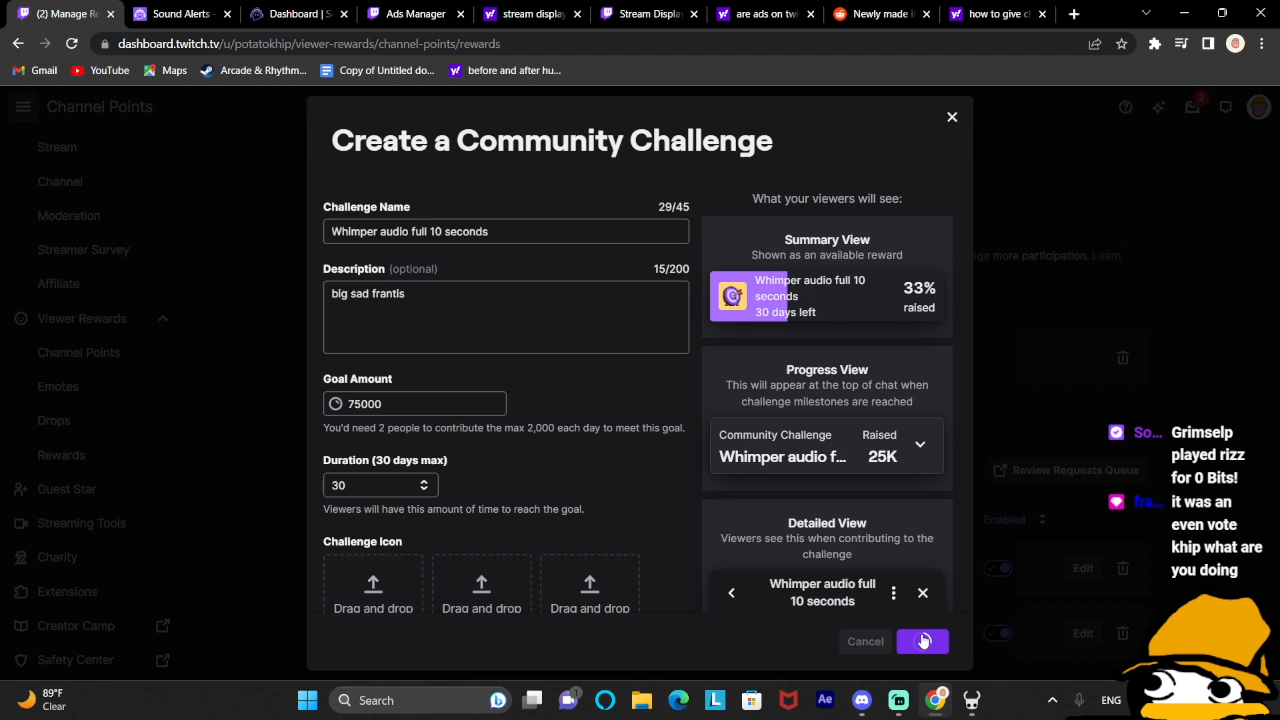 (2) Manage Re
Sound Alerts -
Dashboard | S
Ads Manager
stream display
Stream Display
are ads on twi
Newly made it
how to give ch
dashboard.twitch.tv/u/potatokhip/viewer-rewards/channel-points/rewards
Gmail
YouTube
Maps
Arcade & Rhythm...
Copy of Untitled do...
before and after hu...
Channel Points
2
Stream
Channel
Moderation
Streamer Survey
Affiliate
Viewer Rewards
Channel Points
Emotes
Drops
Rewards
Guest Star
Streaming Tools
Charity
Extensions
Creator Camp
Safety Center
Create a Community Challenge
Challenge Name
29/45
Whimper audio full 10 seconds
Description (optional)
15/200
big sad frantis
Goal Amount
75000
You'd need 2 people to contribute the max 2,000 each day to meet this goal.
Duration (30 days max)
30
Viewers will have this amount of time to reach the goal.
Challenge Icon
Drag and drop
Drag and drop
Drag and drop
What your viewers will see:
Summary View
Shown as an available reward
Whimper audio full 10
seconds
30 days left
33%
raised
Progress View
This will appear at the top of chat when
challenge milestones are reached
Community Challenge
Raised
Whimper audio f...
25K
Detailed View
Viewers see this when contributing to the
challenge
Whimper audio full
10 seconds
Cancel
ge more participation. Learn
Review Requests Queue
Enabled
Edit
Edit
So...
Grimselp
played rizz
for 0 Bits!
fra...
it was an
even vote
khip what are
you doing
89°F
Clear
Search
1
ENG